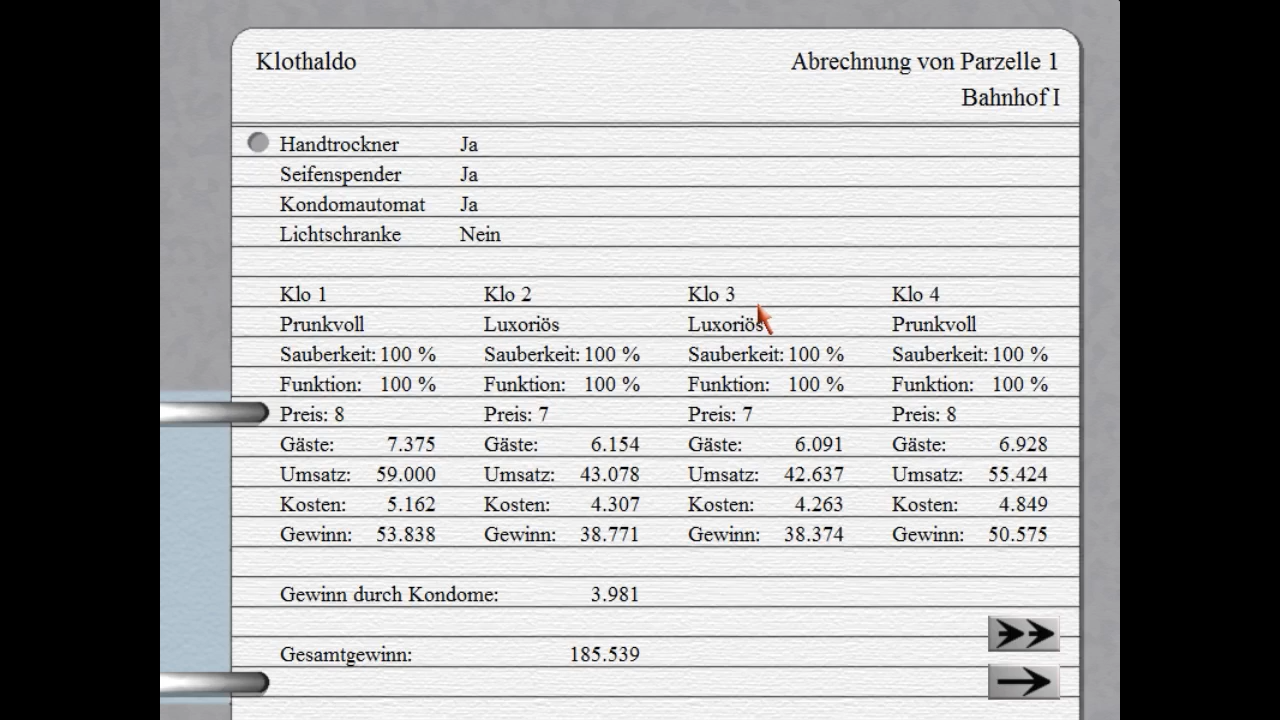 Klothaldo Abrechnung von Parzelle 1
Bahnhof I
Handtrockner Ja
Seifenspender Ja
Kondomautomat Ja
Lichtschranke Nein
Klo 1 Klo 2 Klo 3 Klo 4
Prunkvoll Luxoriös Luxoriös Prunkvoll
Sauberkeit: 100 % Sauberkeit: 100 % Sauberkeit: 100 % Sauberkeit: 100 %
Funktion: 100 % Funktion: 100 % Funktion: 100 % Funktion: 100 %
Preis: 8 Preis: 7 Preis: 7 Preis: 8
Gäste: 7.375 Gäste: 6.154 Gäste: 6.091 Gäste: 6.928
Umsatz: 59.000 Umsatz: 43.078 Umsatz: 42.637 Umsatz: 55.424
Kosten: 5.162 Kosten: 4.307 Kosten: 4.263 Kosten: 4.849
Gewinn: 53.838 Gewinn: 38.771 Gewinn: 38.374 Gewinn: 50.575
Gewinn durch Kondome: 3.981
Gesamtgewinn: 185.539